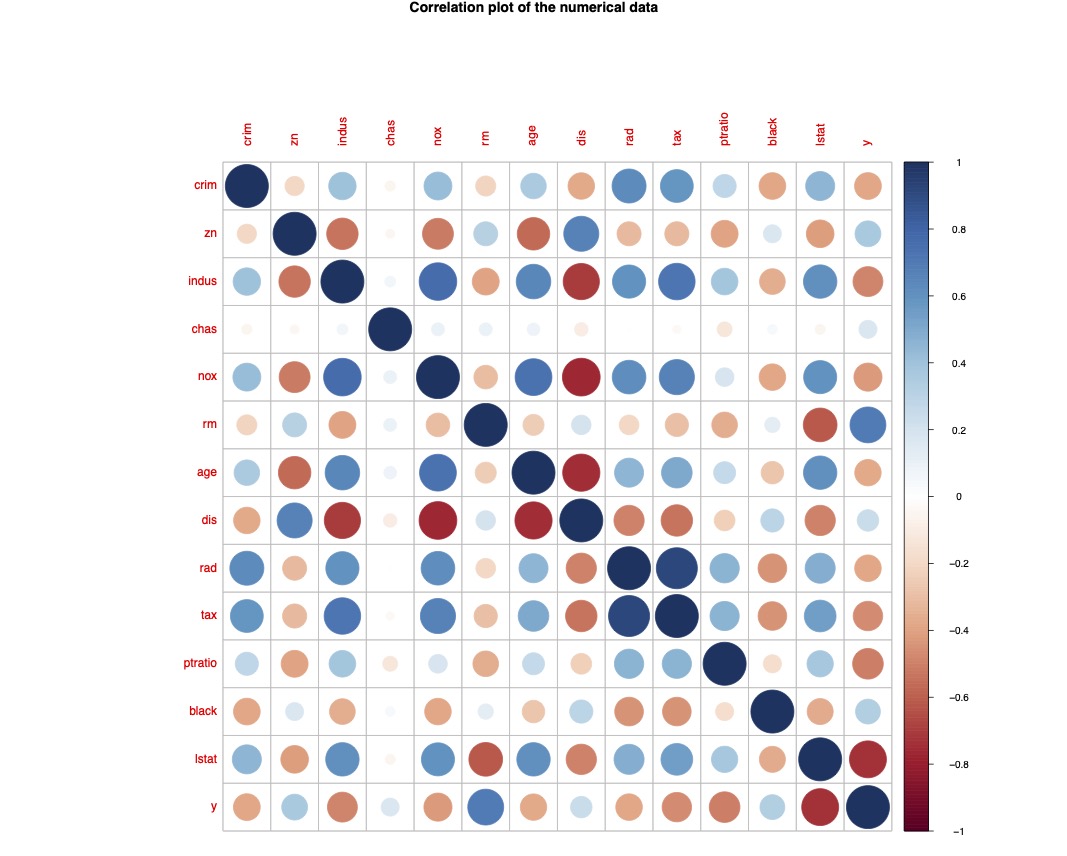 Correlation plot of the numerical data
crim zn indus chas nox rm age dis rad tax ptratio black lstat y
crim
zn
indus
chas
nox
rm
age
dis
rad
tax
ptratio
black
lstat
y
1
0.8
0.6
0.4
0.2
0
−0.2
−0.4
−0.6
−0.8
−1